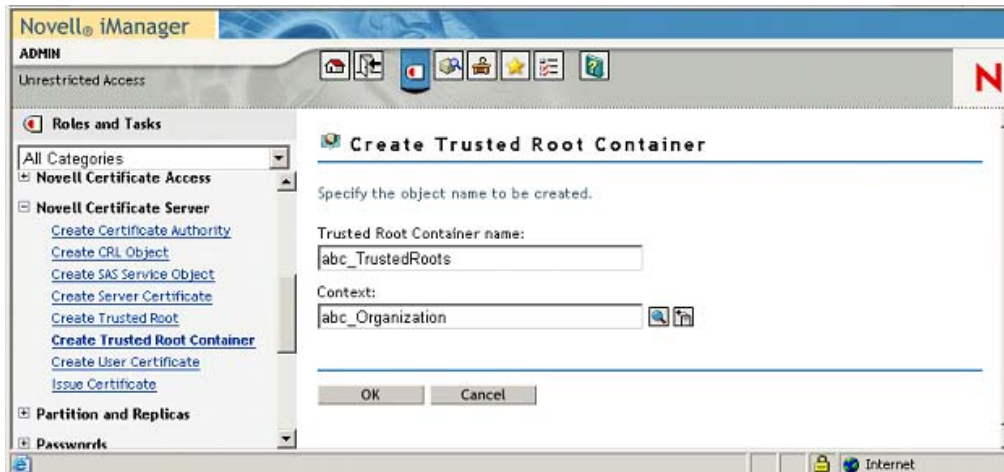 Novell® iManager
ADMIN
Unrestricted Access
N
Roles and Tasks
All Categories
Novell Certificate Access
Novell Certificate Server
Create Certificate Authority
Create CRL Object
Create SAS Service Object
Create Server Certificate
Create Trusted Root
Create Trusted Root Container
Create User Certificate
Issue Certificate
Partition and Replicas
Passwords
Create Trusted Root Container
Specify the object name to be created.
Trusted Root Container name:
abc_TrustedRoots
Context:
abc_Organization
OK Cancel
Internet